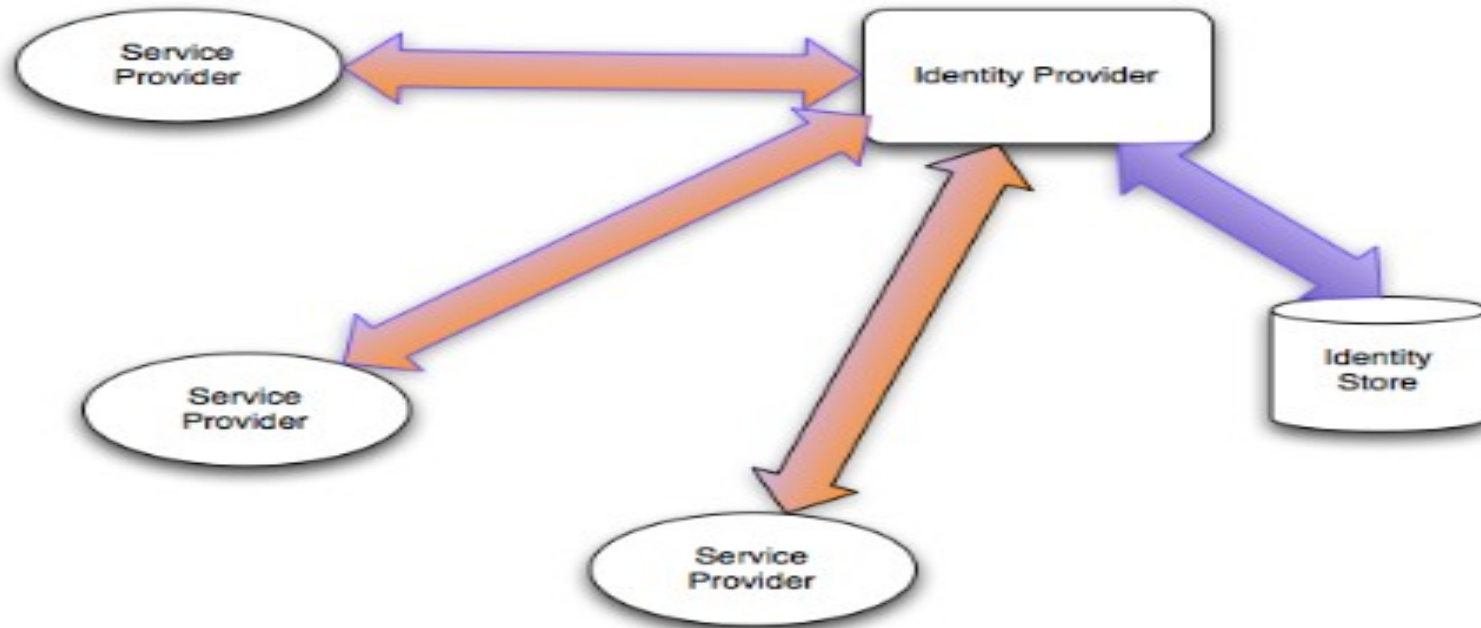 Service
Provider
Identity Provider
Identity
Store
Service
Provider
Service
Provider